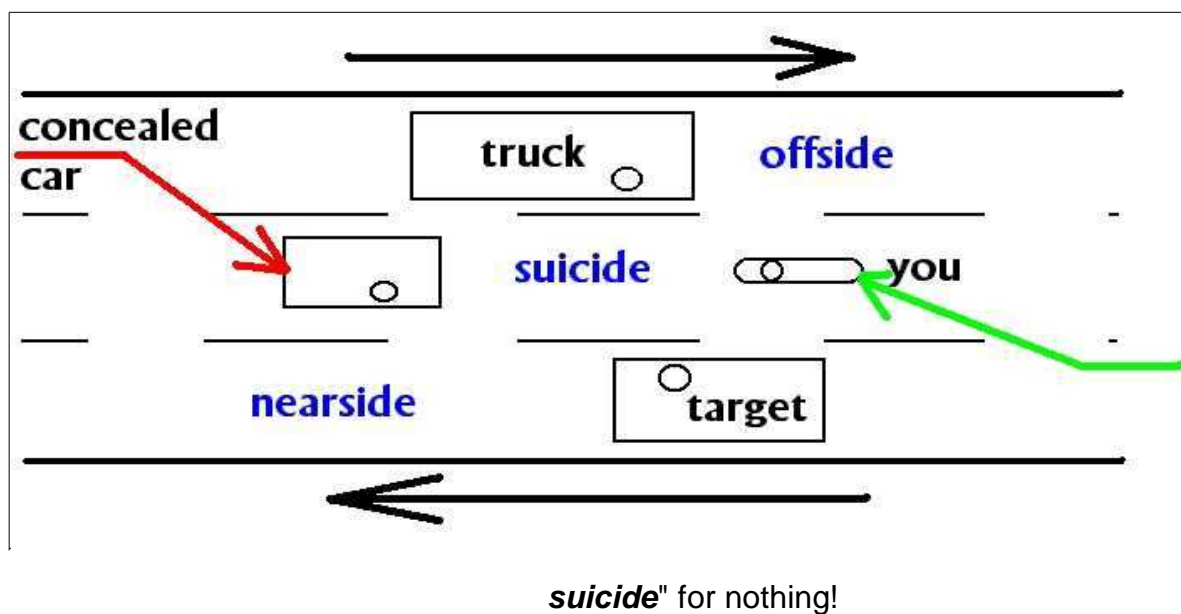 concealed
car
truck
offside
suicide
you
nearside
target
suicide" for nothing!